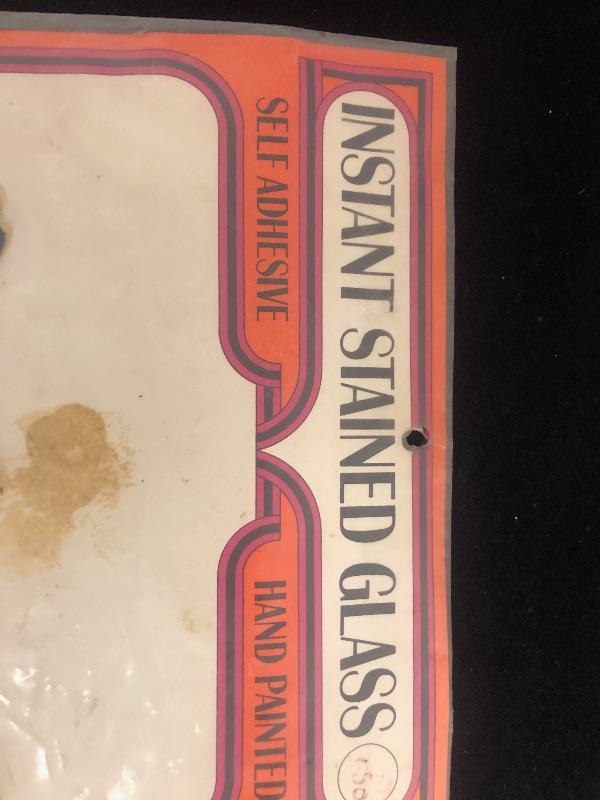 INSTANT STAINED GLASS
SELF ADHESIVE
HAND PAINTED